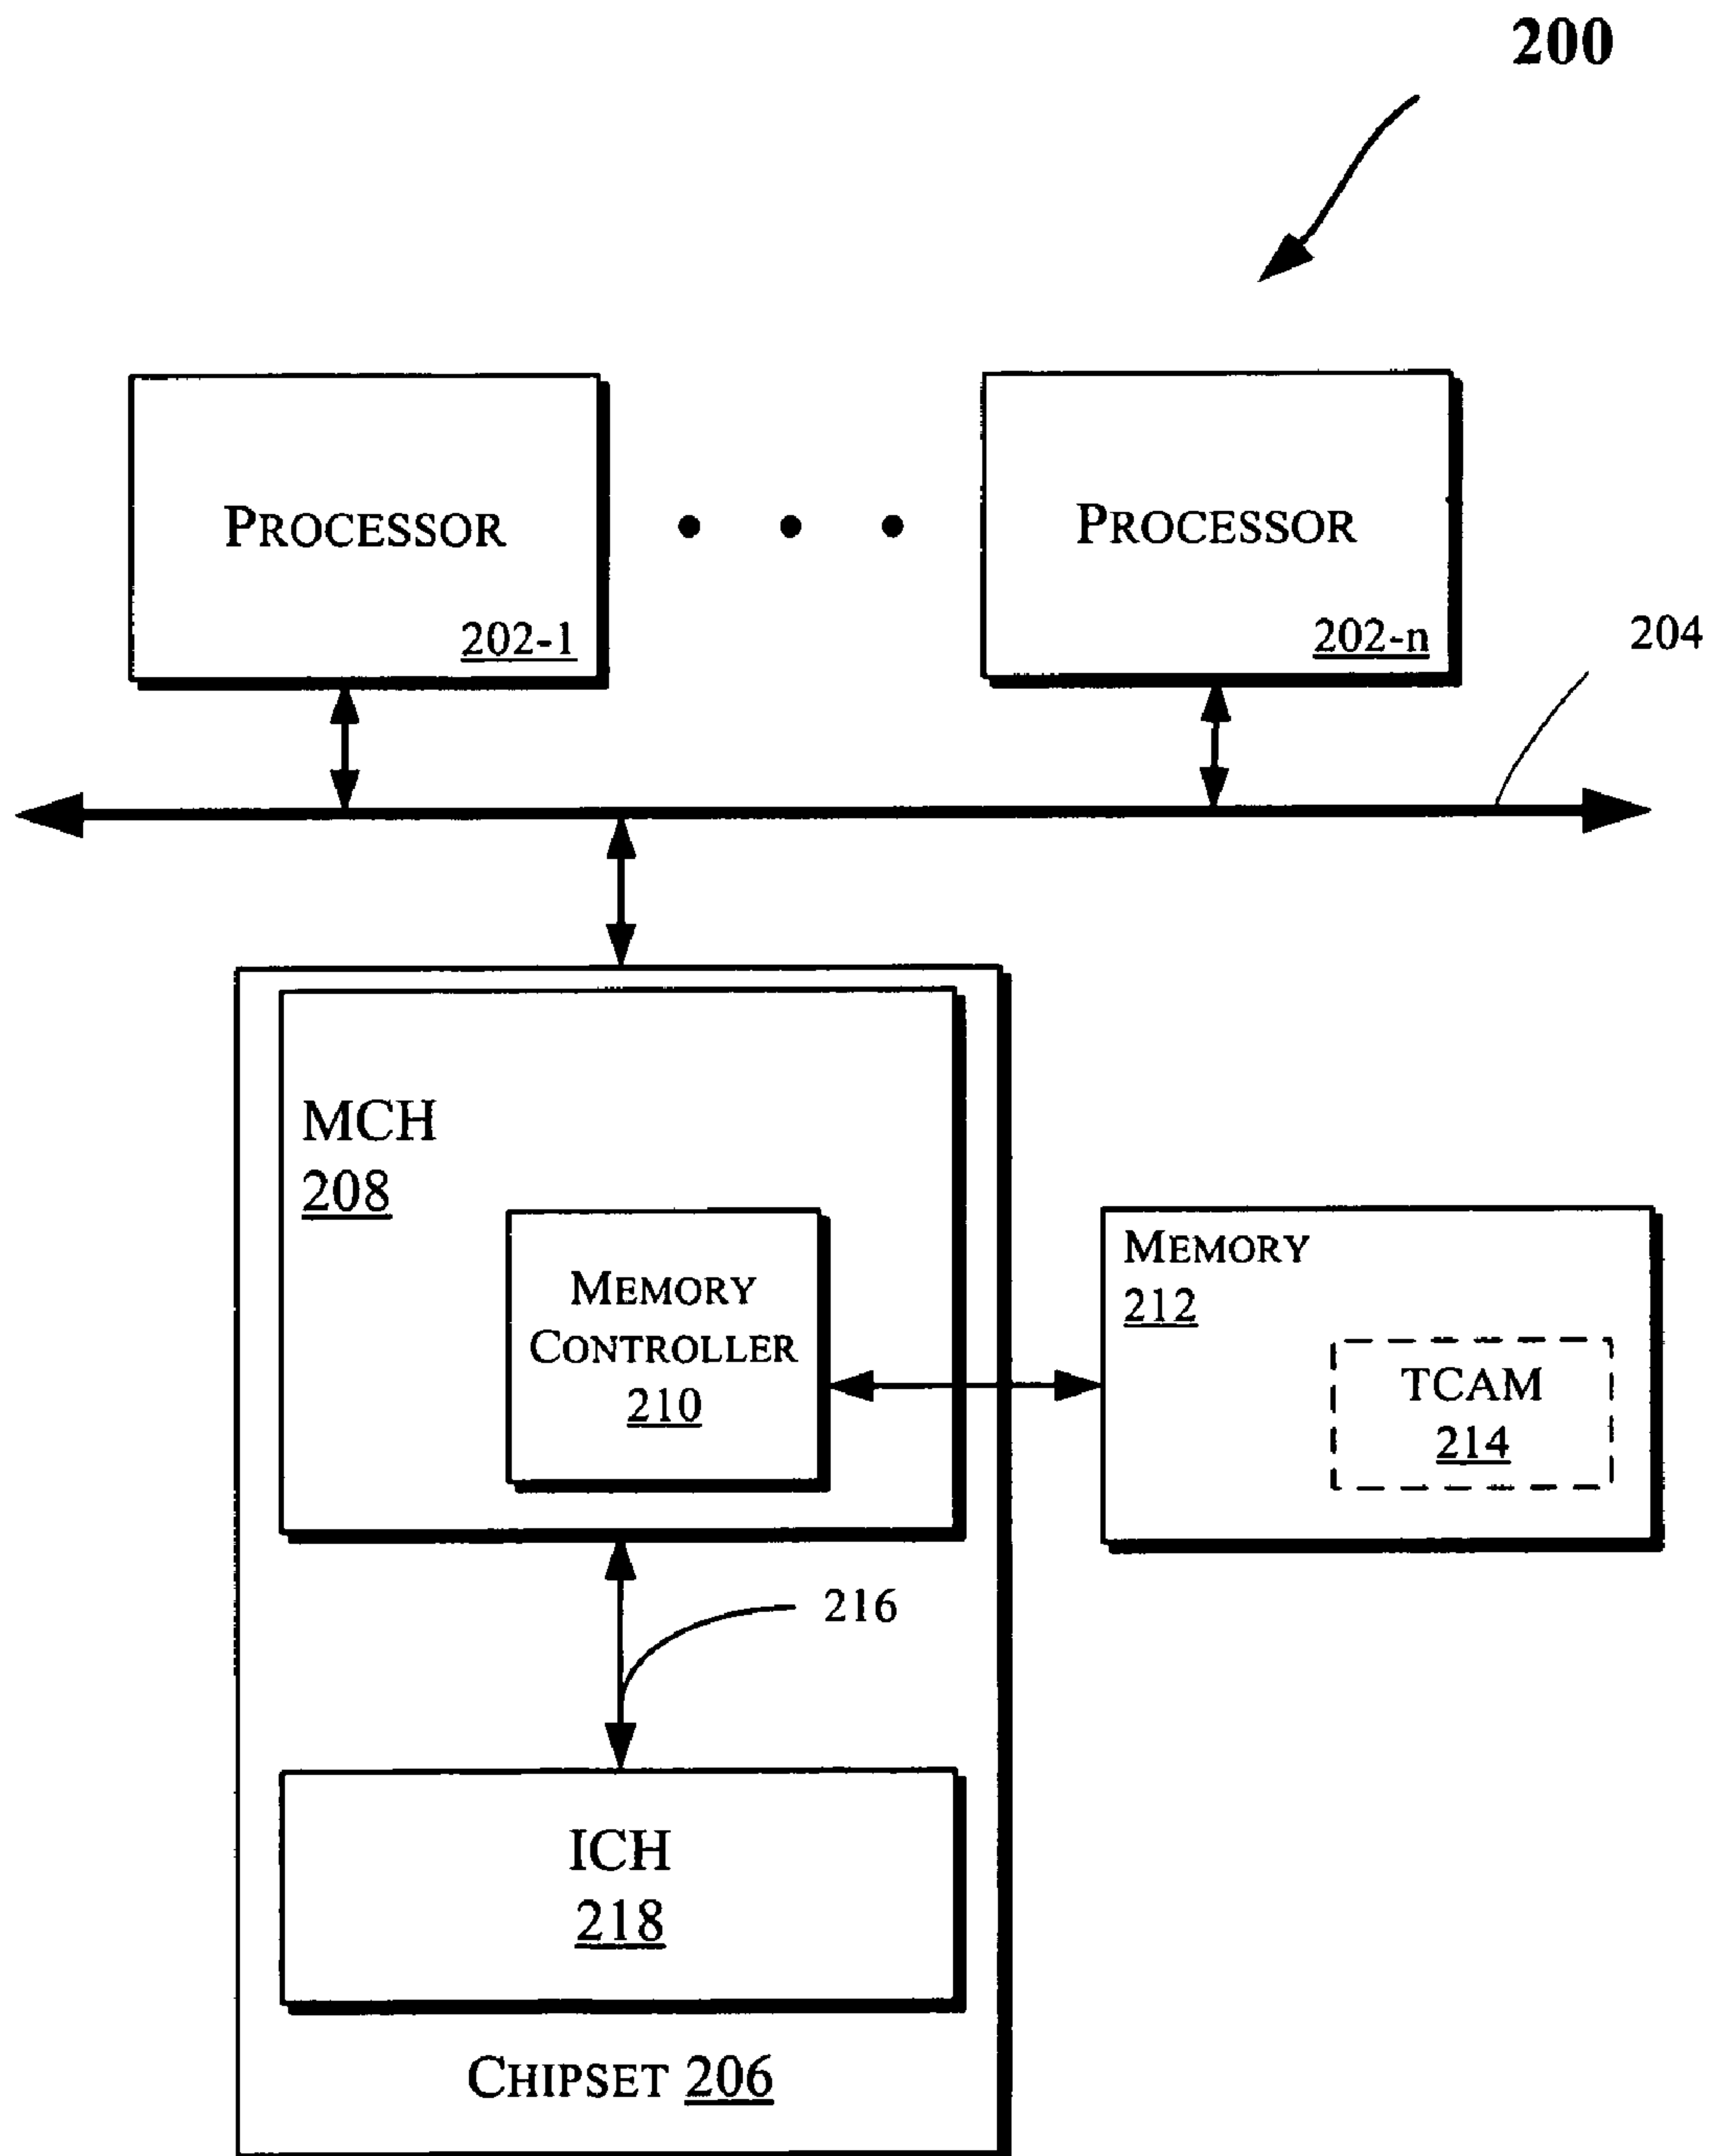 200
PROCESSOR
202-1
PROCESSOR
202-n
204
MCH
208
MEMORY
CONTROLLER
210
MEMORY
212
TCAM
214
216
ICH
218
CHIPSET 206